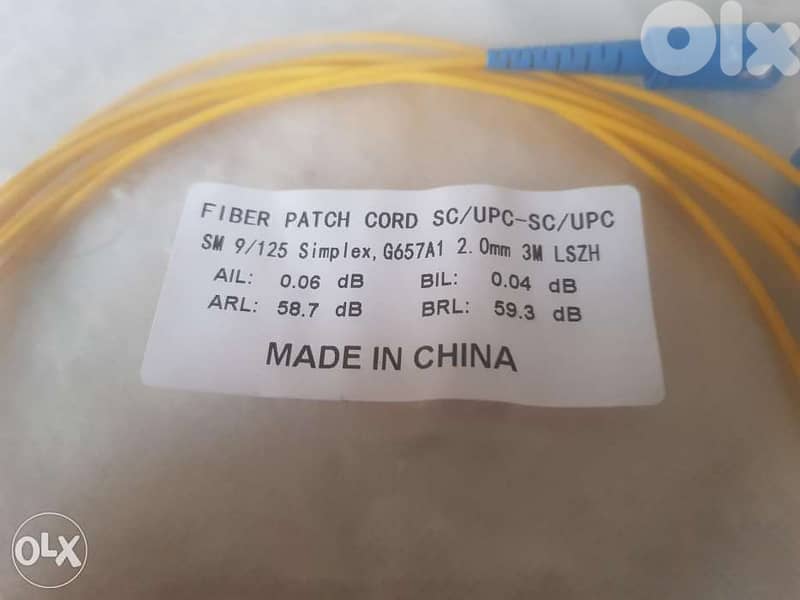 OLX
FIBER PATCH CORD SC/UPC-SC/UPC
SM 9/125 Simplex, G657A1 2.0mm 3M LSZH
AIL: 0.06 dB BIL: 0.04 dB
ARL: 58.7 dB BRL: 59.3 dB
MADE IN CHINA
OLX